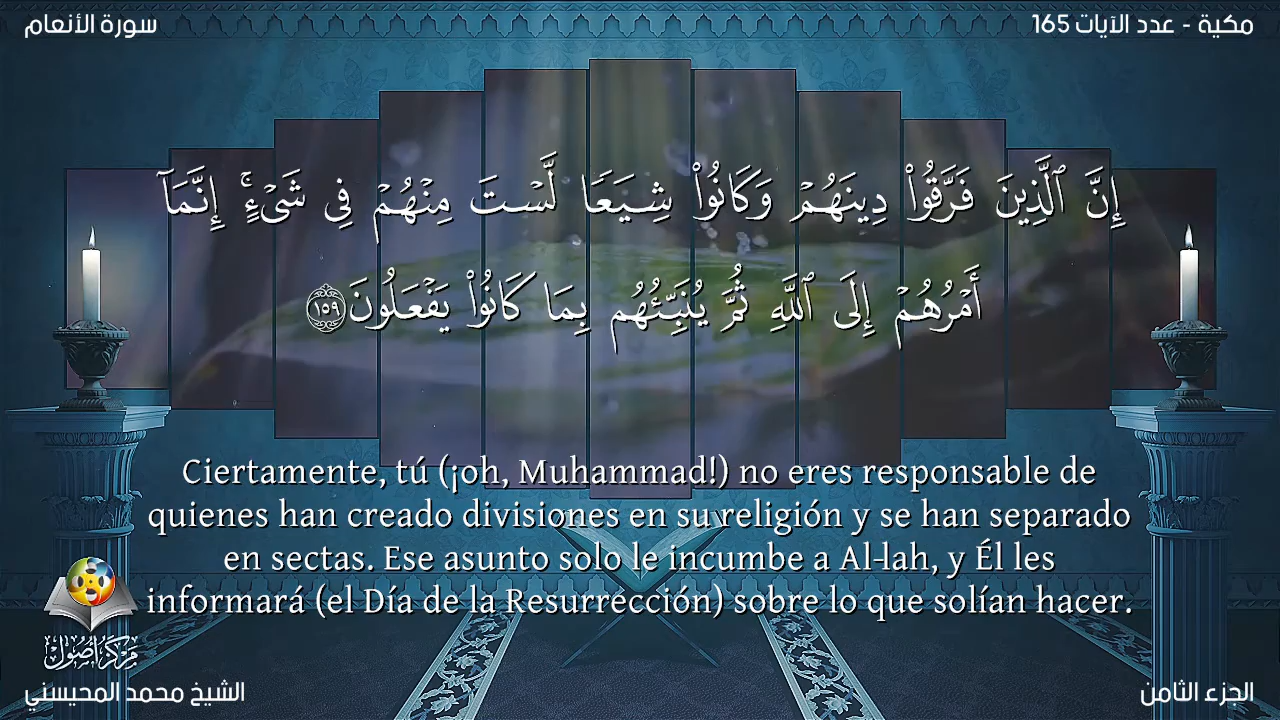 سورة الأنعام
مكية - عدد الآيات 165
إِنَّ ٱلَّذِينَ فَرَّقُوا۟ دِينَهُمْ وَكَانُوا۟ شِيَعًا لَّسْتَ مِنْهُمْ فِى شَىْءٍ ۚ إِنَّمَآ
أَمْرُهُمْ إِلَى ٱللَّهِ ثُمَّ يُنَبِّئُهُم بِمَا كَانُوا۟ يَفْعَلُونَ ١٥٩
Ciertamente, tú (¡oh, Muhammad!) no eres responsable de
quienes han creado divisiones en su religión y se han separado
en sectas. Ese asunto solo le incumbe a Al-lah, y Él les
informará (el Día de la Resurrección) sobre lo que solían hacer.
مركز أصول
الشيخ محمد المحيسني
الجزء الثامن